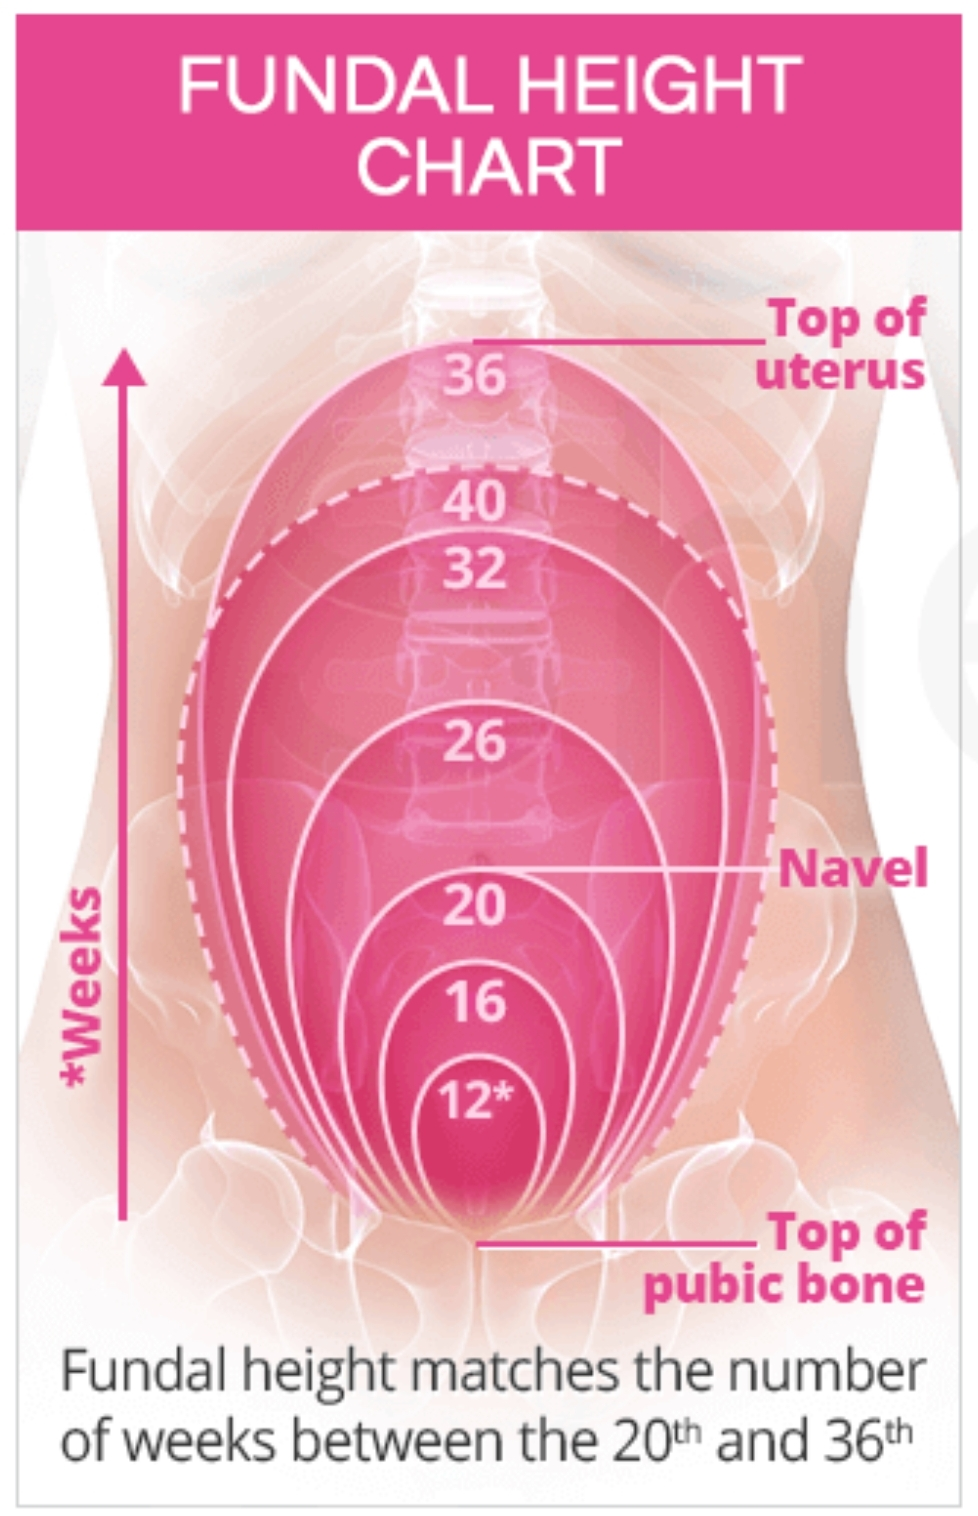 FUNDAL HEIGHT
CHART
Top of
uterus
36
40
32
26
Navel
20
16
12*
*Weeks
Top of
pubic bone
Fundal height matches the number
of weeks between the 20th and 36th